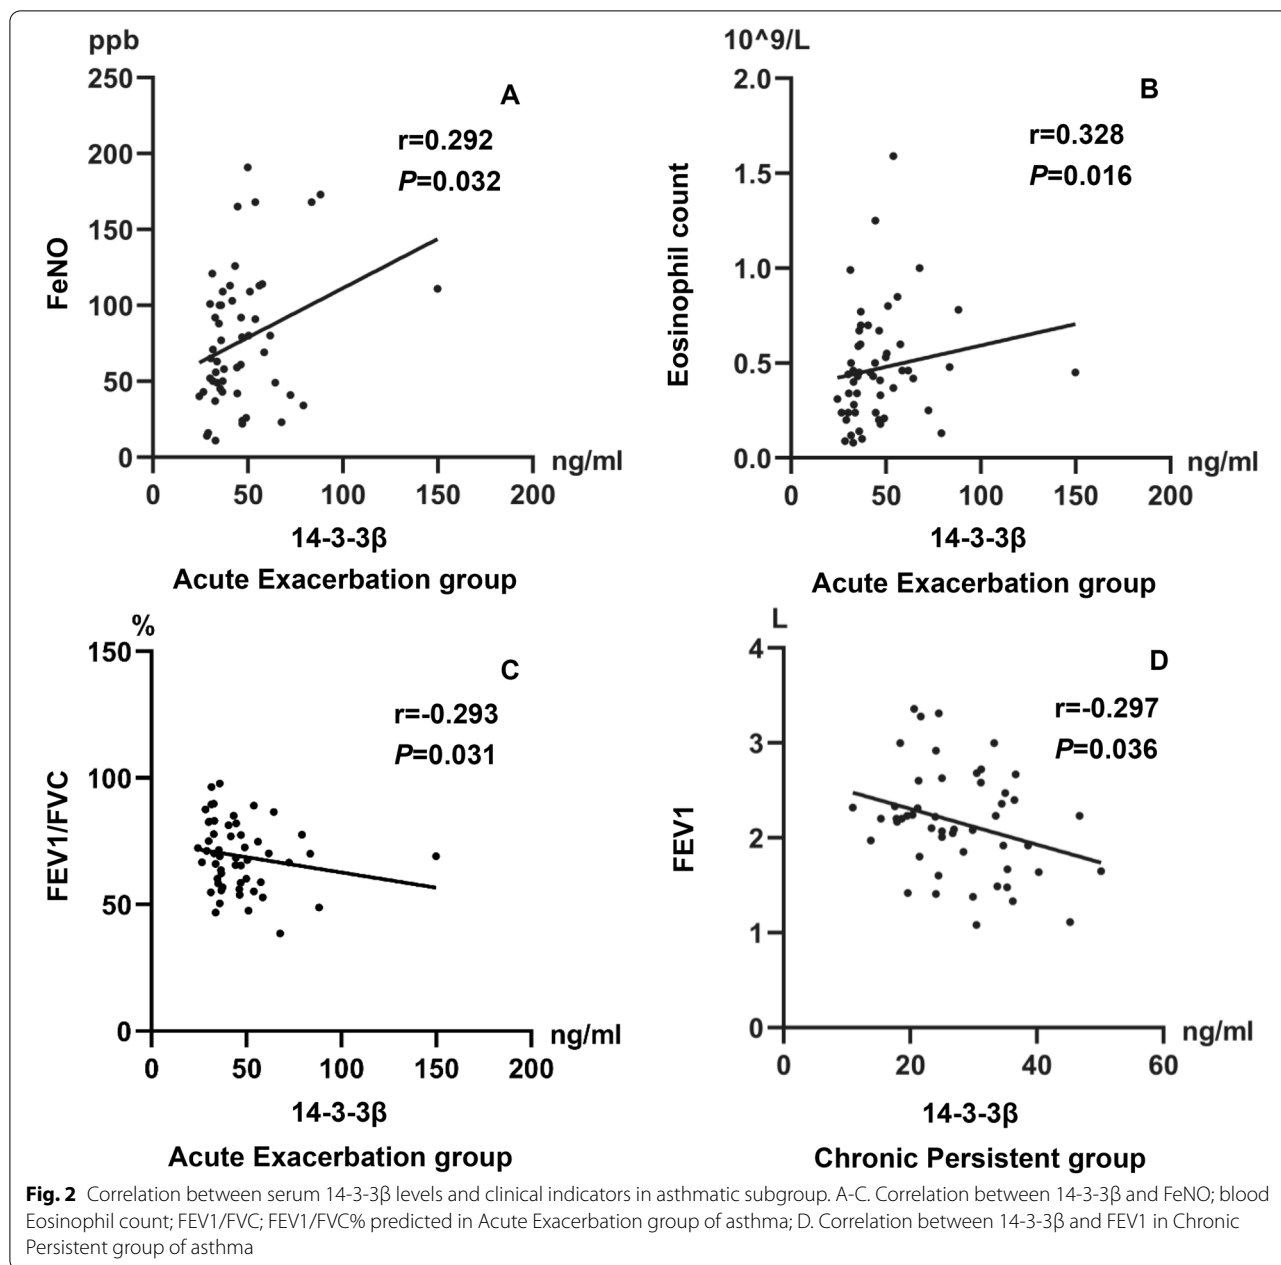 ppb
250
200
150
100
50
0
FeNO
A
r=0.292
P=0.032
ng/ml
0 50 100 150 200
14-3-3β
Acute Exacerbation group
10^9/L
2.0
1.5
1.0
0.5
0.0
Eosinophil count
B
r=0.328
P=0.016
ng/ml
0 50 100 150 200
14-3-3β
Acute Exacerbation group
%
150
100
50
0
FEV1/FVC
C
r=-0.293
P=0.031
ng/ml
0 50 100 150 200
14-3-3β
Acute Exacerbation group
L
4
3
2
1
0
FEV1
D
r=-0.297
P=0.036
ng/ml
0 20 40 60
14-3-3β
Chronic Persistent group
Fig. 2 Correlation between serum 14-3-3β levels and clinical indicators in asthmatic subgroup. A-C. Correlation between 14-3-3β and FeNO; blood
Eosinophil count; FEV1/FVC; FEV1/FVC% predicted in Acute Exacerbation group of asthma; D. Correlation between 14-3-3β and FEV1 in Chronic
Persistent group of asthma